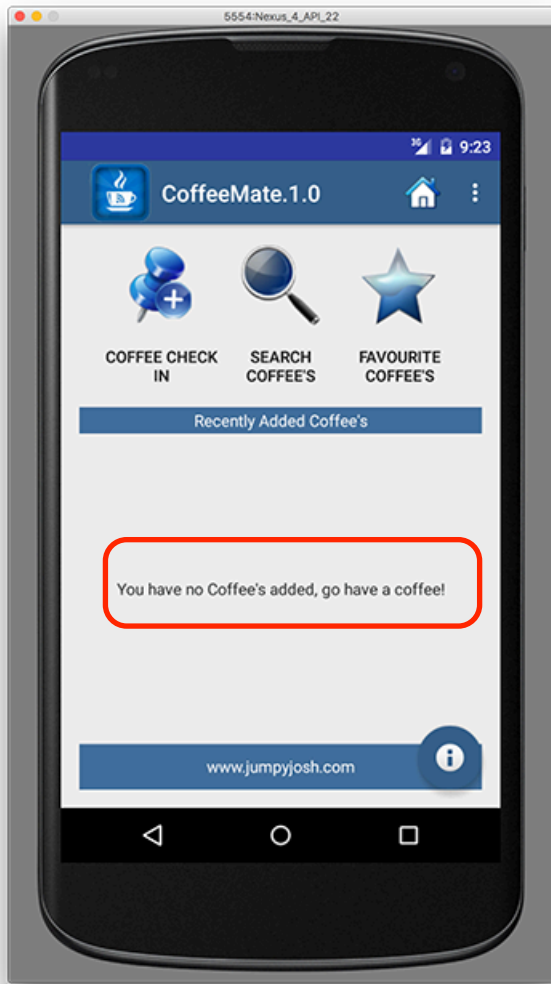 5554:Nexus_4_API_22
3G 9:23
CoffeeMate.1.0
COFFEE CHECK
IN
SEARCH
COFFEE'S
FAVOURITE
COFFEE'S
Recently Added Coffee's
You have no Coffee's added, go have a coffee!
www.jumpyjosh.com